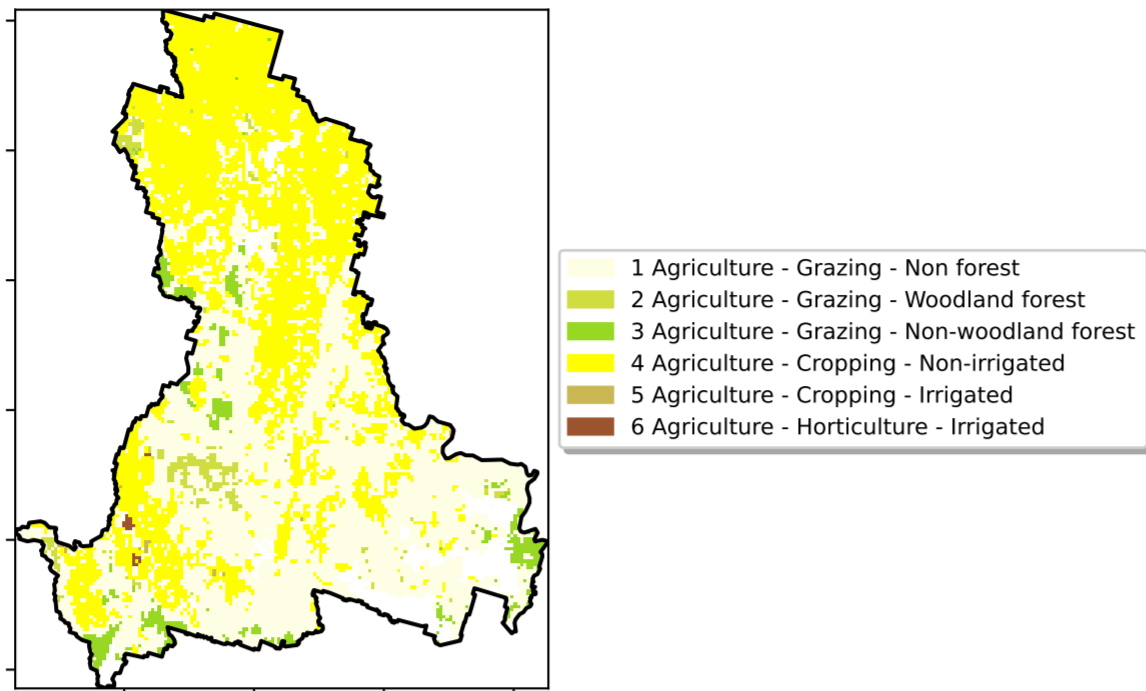 1 Agriculture - Grazing - Non forest
2 Agriculture - Grazing - Woodland forest
3 Agriculture - Grazing - Non-woodland forest
4 Agriculture - Cropping - Non-irrigated
5 Agriculture - Cropping - Irrigated
6 Agriculture - Horticulture - Irrigated